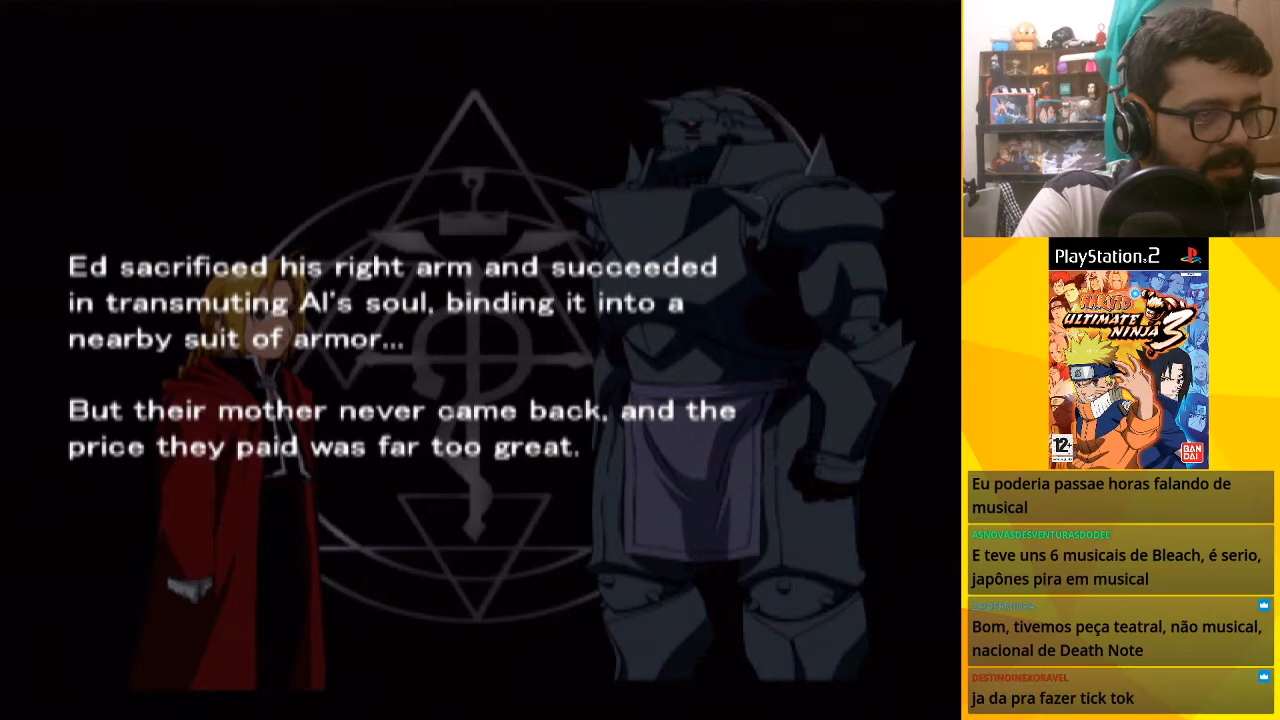 Ed sacrificed his right arm and succeeded
in transmuting Al's soul, binding it into a
nearby suit of armor...
But their mother never came back, and the
price they paid was far too great.
PlayStation.2
NARUTO
ULTIMATE
NINJA 3
12+
BAN
DAI
Eu poderia passae horas falando de
musical
ASNOVASDESVENTURASDODEE
E teve uns 6 musicais de Bleach, é serio,
japônes pira em musical
Bom, tivemos peça teatral, não musical,
nacional de Death Note
DESTINOINEXORAVEL
ja da pra fazer tick tok